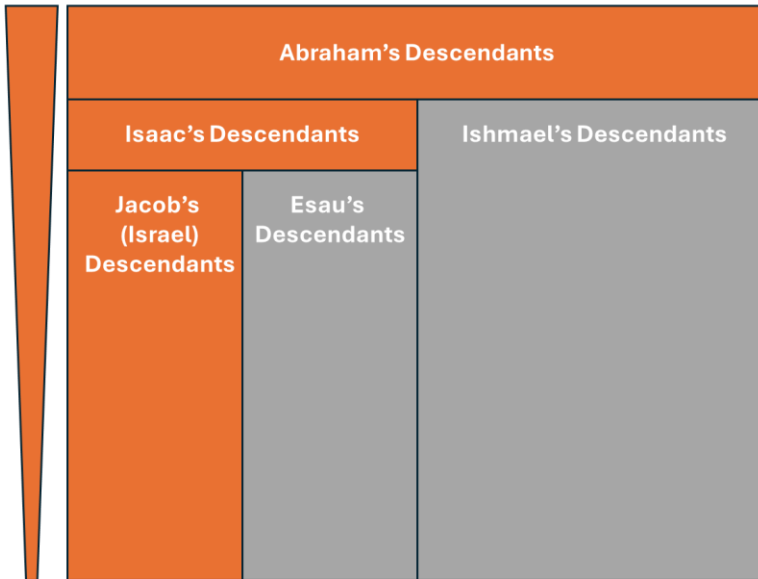 Abraham’s Descendants
Isaac’s Descendants
Ishmael’s Descendants
Jacob’s
(Israel)
Descendants
Esau’s
Descendants